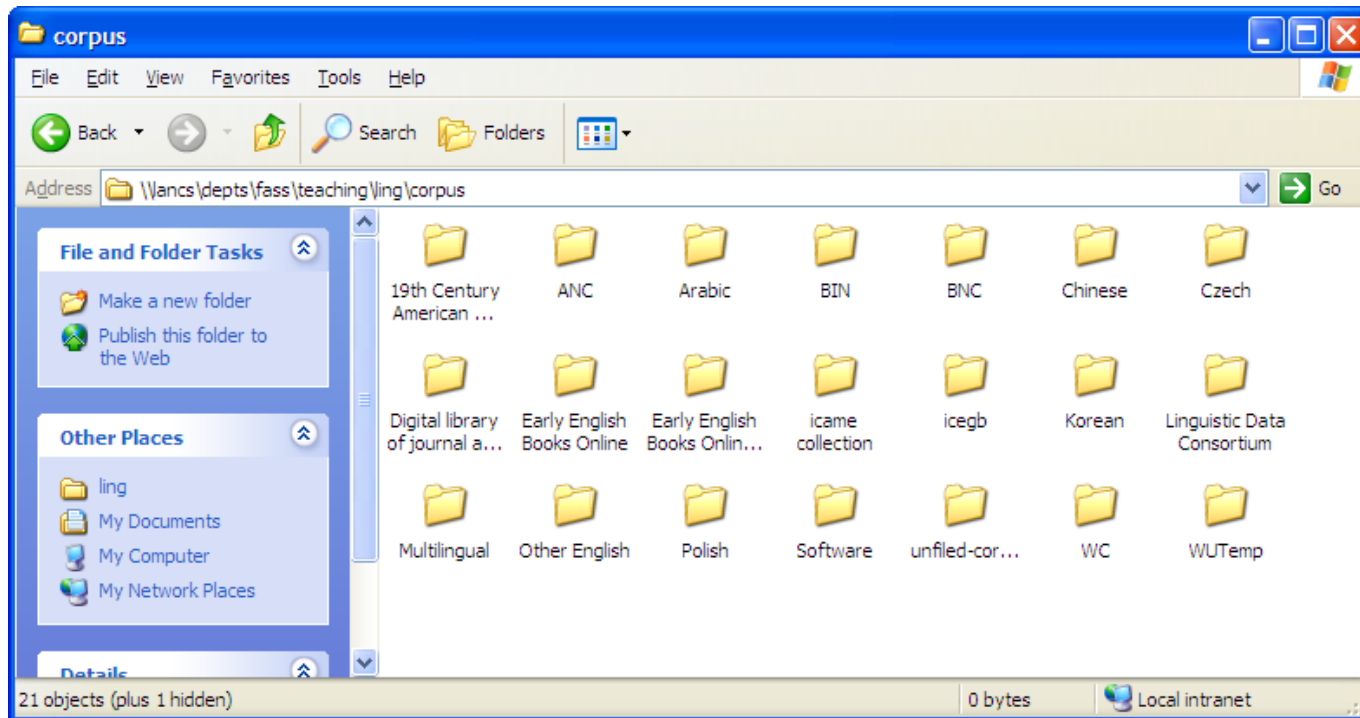 corpus
File Edit View Favorites Tools Help
Back Search Folders
Address \\lancs\depts\fass\teaching\ling\corpus Go
File and Folder Tasks
Make a new folder
Publish this folder to
the Web
Other Places
ling
My Documents
My Computer
My Network Places
Details
19th Century
American ...
ANC
Arabic
BIN
BNC
Chinese
Czech
Digital library
of journal a...
Early English
Books Online
Early English
Books Onlin...
icame
collection
icegb
Korean
Linguistic Data
Consortium
Multilingual
Other English
Polish
Software
unfiled-cor...
WC
WUTemp
21 objects (plus 1 hidden) 0 bytes Local intranet